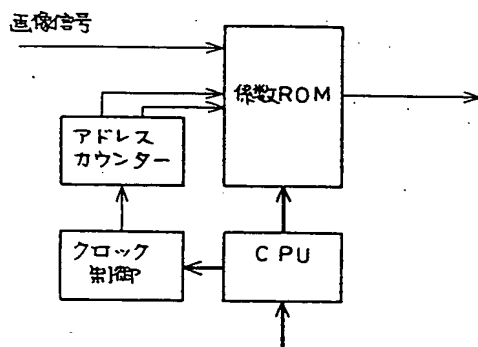 画像信号
係数ROM
アドレス
カウンター
クロック
制御
CPU